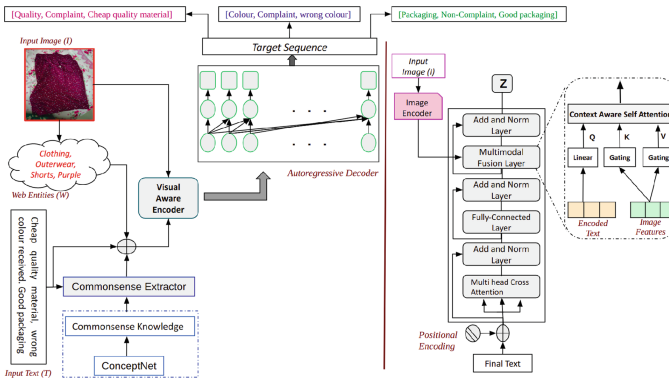 [Quality, Complaint, Cheap quality material]
[Colour, Complaint, wrong colour]
[Packaging, Non-Complaint, Good packaging]
Target Sequence
Input Image (I)
Clothing,
Outerwear,
Shorts, Purple
Web Entities (W)
Visual
Aware
Encoder
Autoregressive Decoder
Cheap quality
material, wrong
colour received. Good
packaging
Input Text (T)
Commonsense Extractor
Commonsense Knowledge
ConceptNet
Input
Image (i)
Image
Encoder
Z
Add and Norm
Layer
Multimodal
Fusion Layer
Add and Norm
Layer
Fully-Connected
Layer
Add and Norm
Layer
Multi head Cross
Attention
Positional
Encoding
Final Text
Context Aware Self Attention
Q
K
V
Linear
Gating
Gating
Encoded
Text
Image
Features